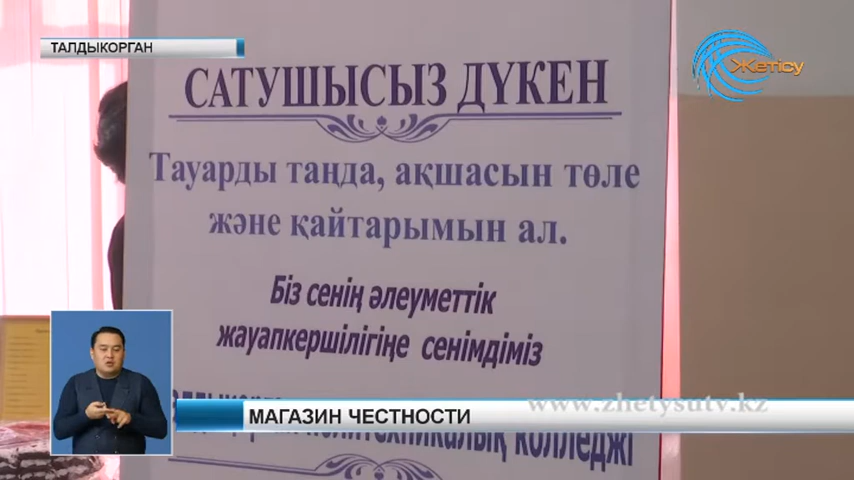 ТАЛДЫКОРГАН
Жетісу
САТУШЫСЫЗ ДҮКЕН
Тауарды таңда, ақшасын төле
және қайтарымын ал.
Біз сенің әлеуметтік
жауапкершілігіңе сенімдіміз
www.zhetysutv.kz
МАГАЗИН ЧЕСТНОСТИ
колледжі